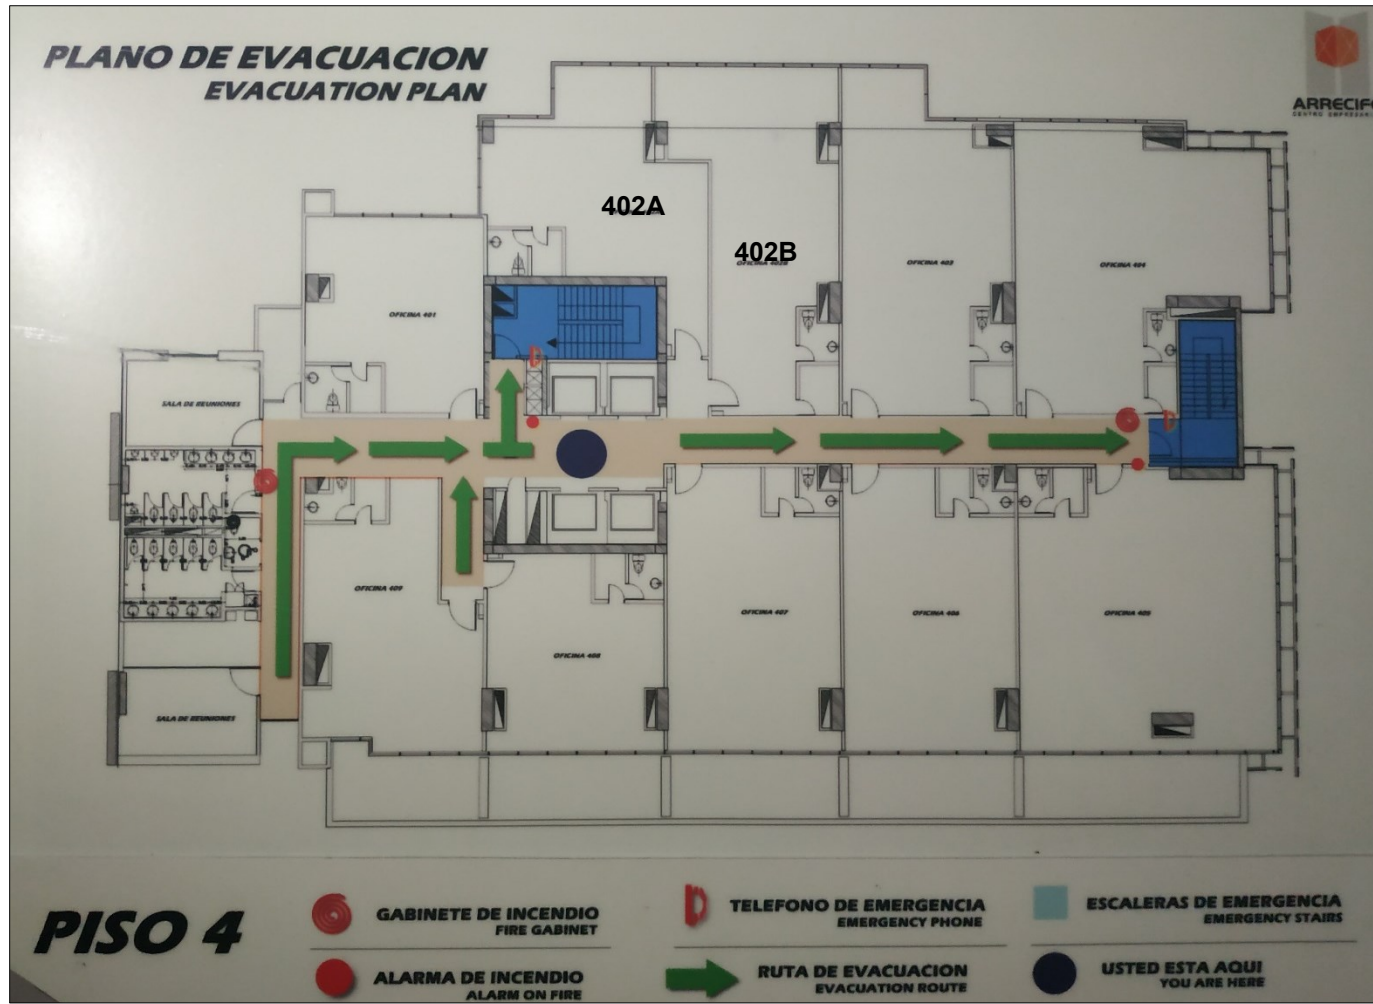 PLANO DE EVACUACION
EVACUATION PLAN
ARRECIFE
CENTRO EMPRESARIAL
402A
402B
OFICINA 403
OFICINA 404
OFICINA 401
SALA DE REUNIONES
OFICINA 409
OFICINA 408
OFICINA 407
OFICINA 406
OFICINA 405
SALA DE REUNIONES
PISO 4
GABINETE DE INCENDIO
FIRE GABINET
TELEFONO DE EMERGENCIA
EMERGENCY PHONE
ESCALERAS DE EMERGENCIA
EMERGENCY STAIRS
ALARMA DE INCENDIO
ALARM ON FIRE
RUTA DE EVACUACION
EVACUATION ROUTE
USTED ESTA AQUI
YOU ARE HERE